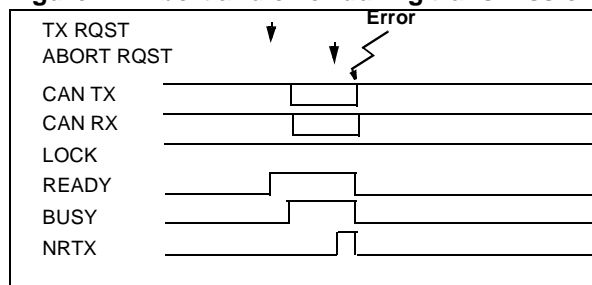 TX RQST
Error
ABORT RQST
CAN TX
CAN RX
LOCK
READY
BUSY
NRTX